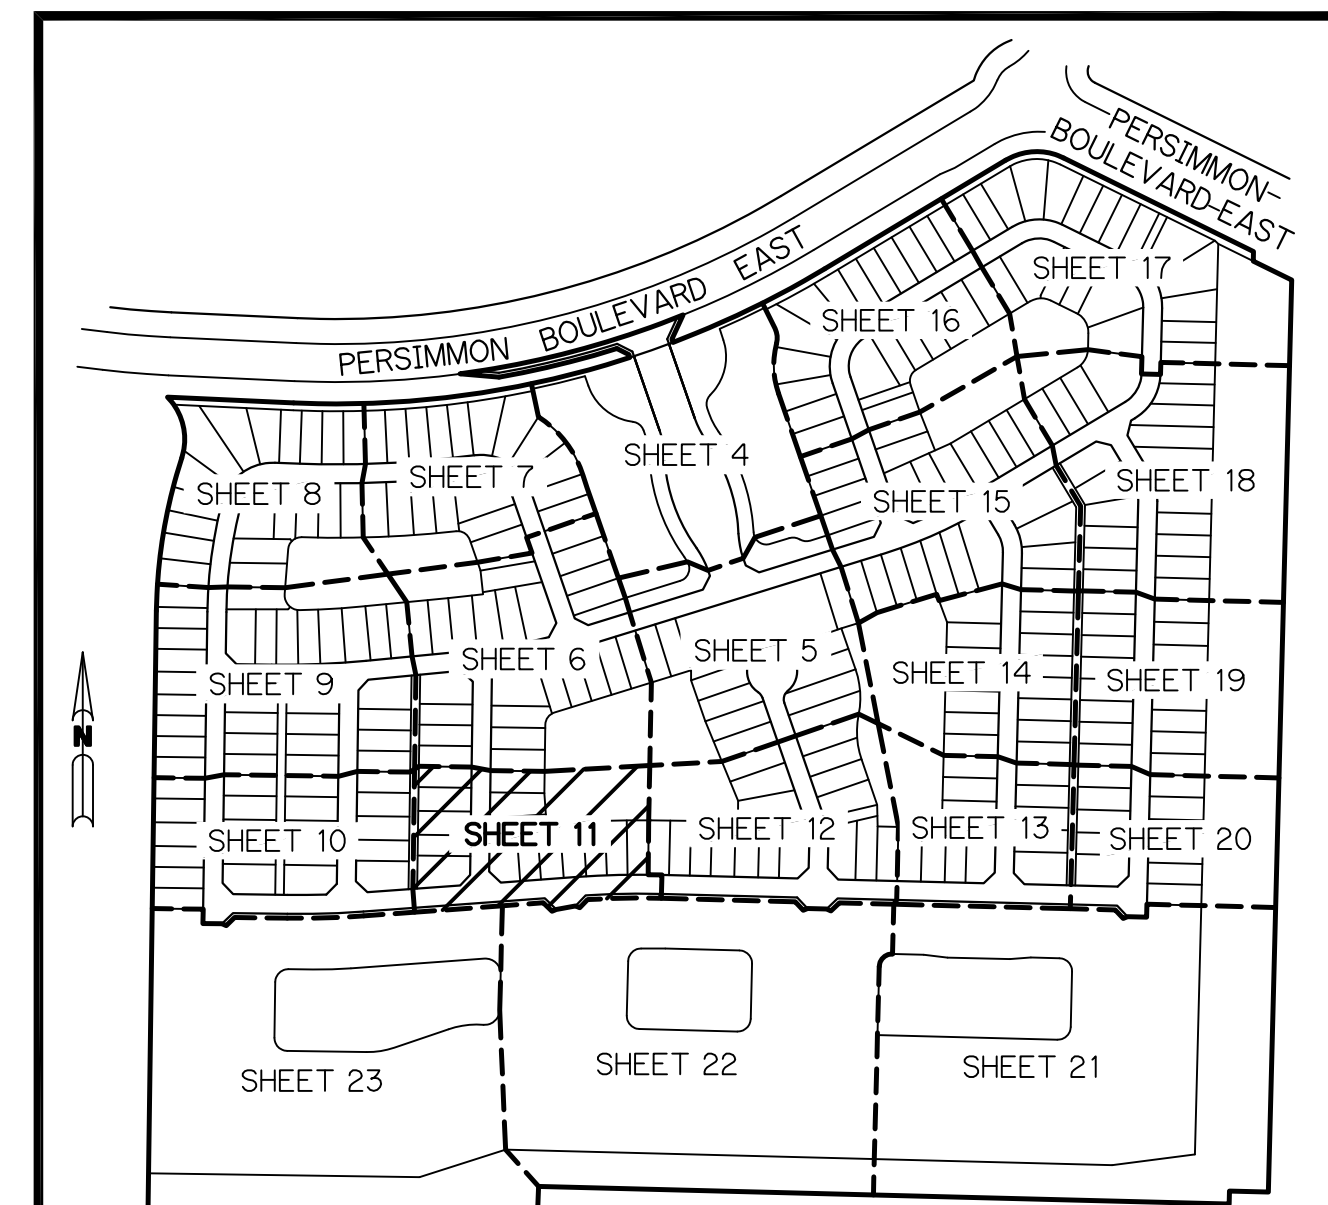 PERSIMMON-
BOULEVARD-EAST
PERSIMMON BOULEVARD EAST
SHEET 17
SHEET 16
SHEET 4
SHEET 7
SHEET 8
SHEET 18
SHEET 15
SHEET 5
SHEET 6
SHEET 14
SHEET 19
SHEET 9
N
SHEET 10
SHEET 11
SHEET 12
SHEET 13
SHEET 20
SHEET 23
SHEET 22
SHEET 21